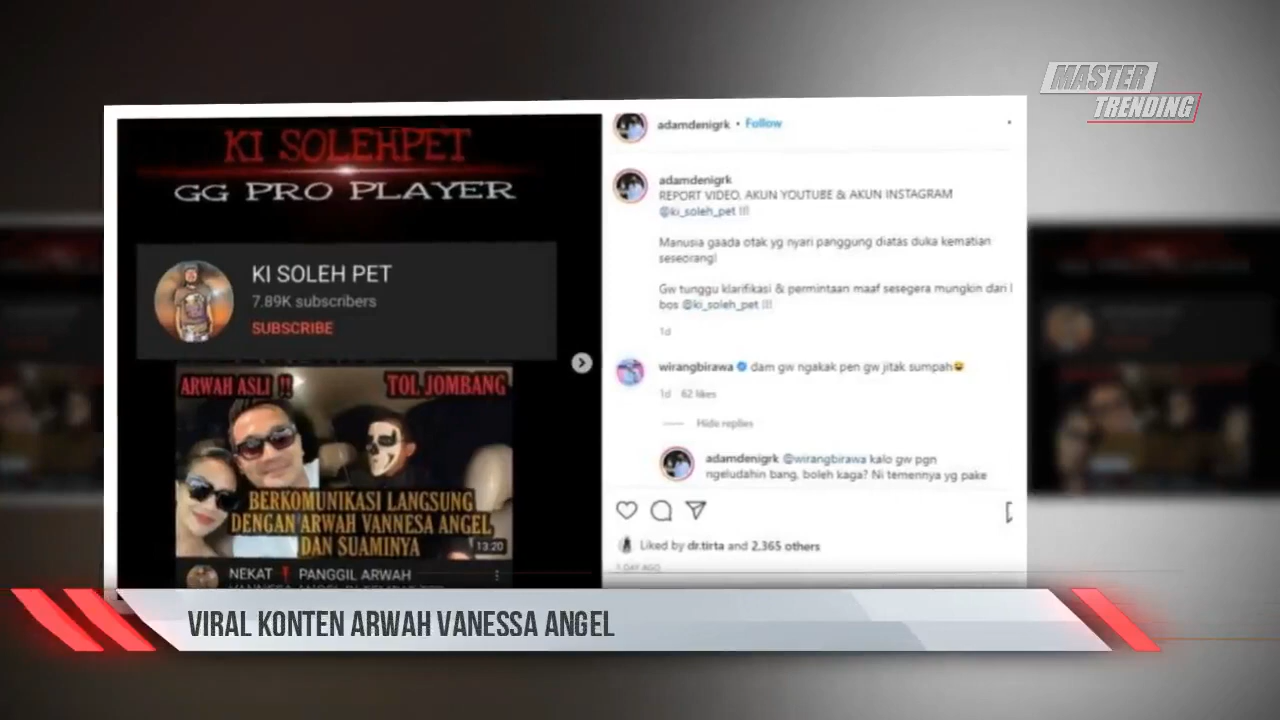 MASTER
TRENDING
KI SOLEHPET
GG PRO PLAYER
KI SOLEH PET
7.89K subscribers
SUBSCRIBE
ARWAH ASLI !! TOL JOMBANG
BERKOMUNIKASI LANGSUNG
DENGAN ARWAH VANNESA ANGEL
DAN SUAMINYA
13:20
NEKAT❗PANGGIL ARWAH
adamdenigrk • Follow
adamdenigrk
REPORT VIDEO, AKUN YOUTUBE & AKUN INSTAGRAM
@ki_soleh_pet !!!
Manusia gaada otak yg nyari panggung diatas duka kematian
seseorang!
Gw tunggu klarifikasi & permintaan maaf sesegera mungkin dari
bos @ki_soleh_pet !!!
1d
wirangbirawa dam gw ngakak pen gw jitak sumpah😅
1d 62 likes
Hide replies
adamdenigrk @wirangbirawa kalo gw pgn
ngeludahin bang, boleh kaga? Ni temennya yg pake
Liked by dr.tirta and 2,365 others
1 DAY AGO
VIRAL KONTEN ARWAH VANESSA ANGEL